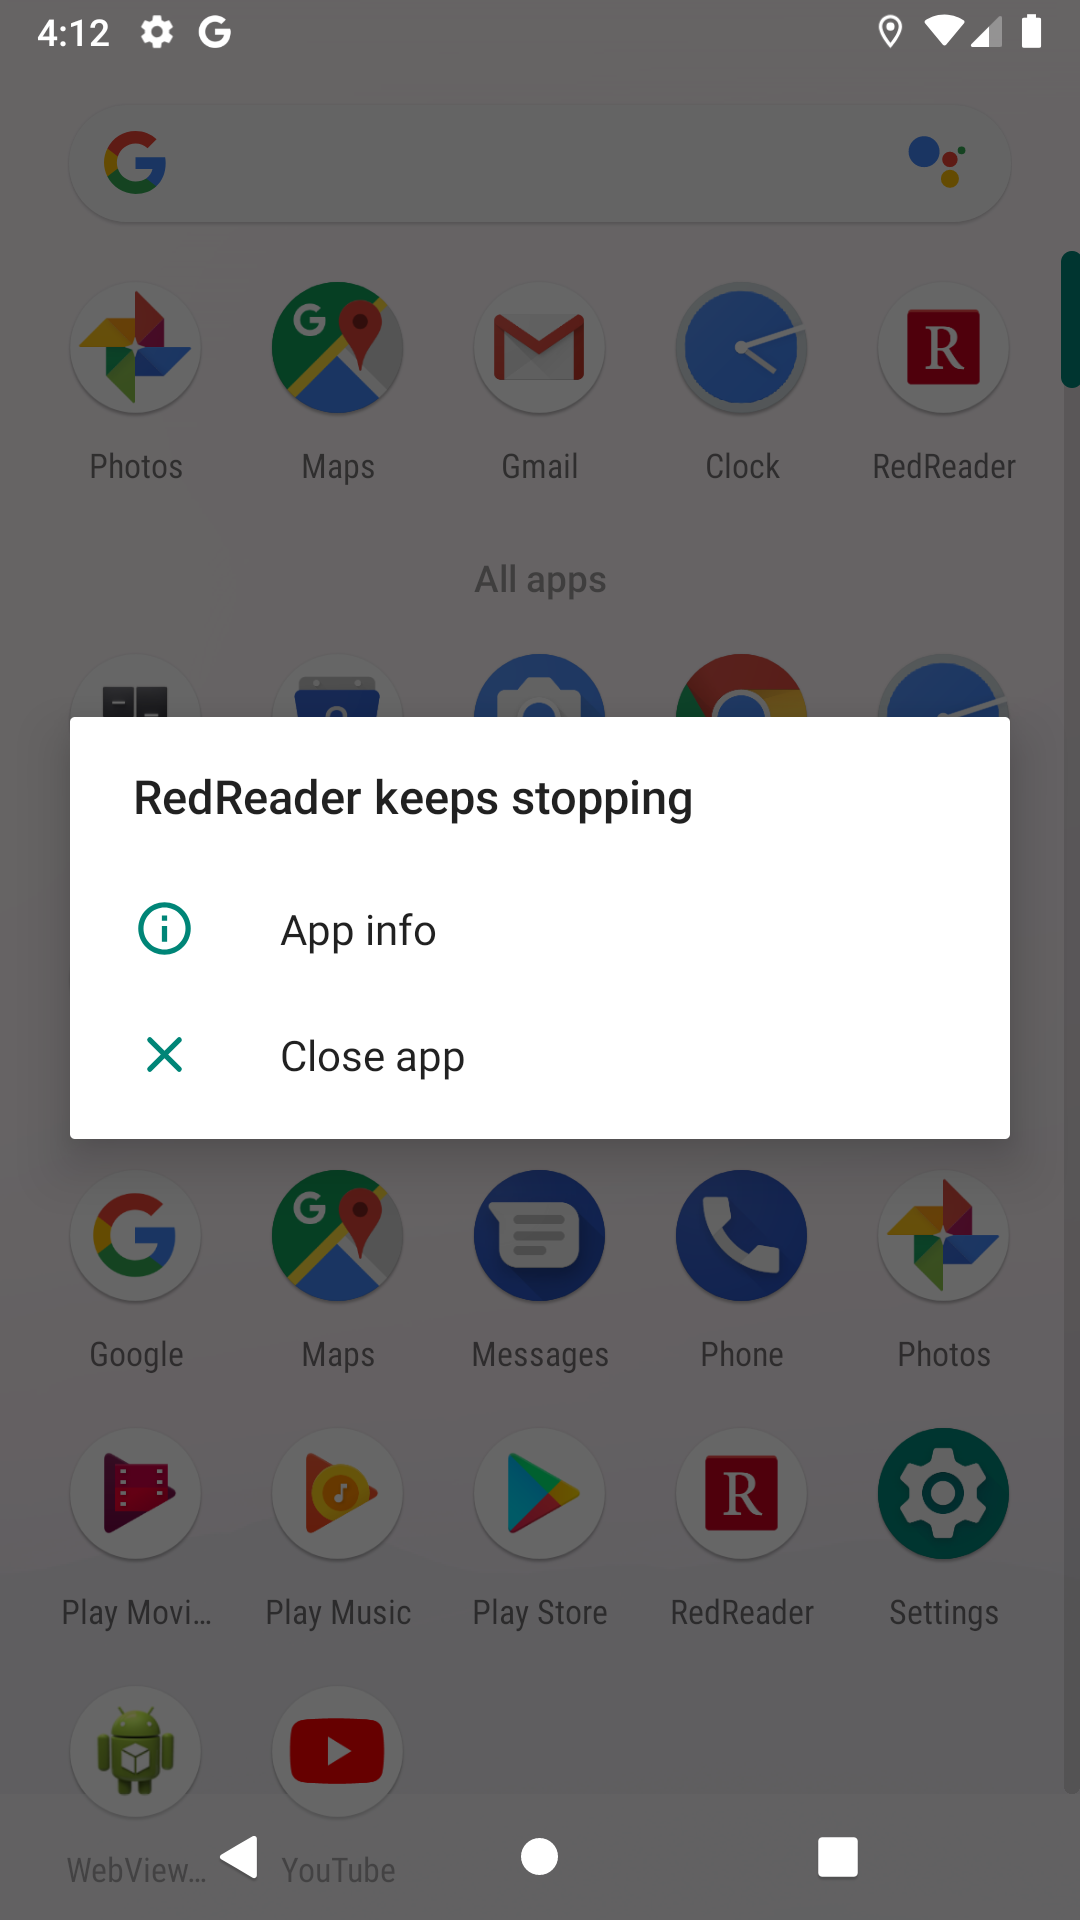 4:12
Photos Maps Gmail Clock RedReader
All apps
RedReader keeps stopping
App info
Close app
Google Maps Messages Phone Photos
Play Movi... Play Music Play Store RedReader Settings
WebView... YouTube